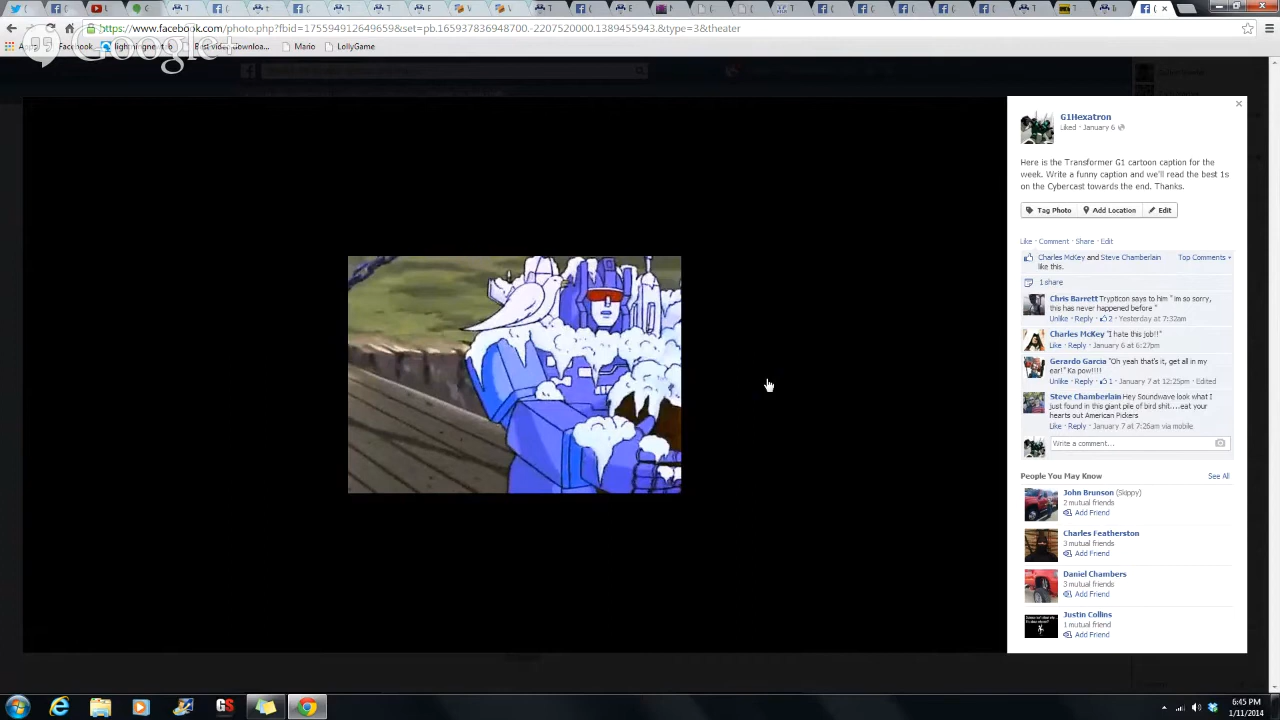 https://www.facebook.com/photo.php?fbid=175594912649659&set=pb.165937836948700.-2207520000.1389455943.&type=3&theater
Apps
Facebook
Mario
LollyGame
Google+
G1Hexatron
Liked · January 6
Here is the Transformer G1 cartoon caption for the
week. Write a funny caption and we'll read the best 1s
on the Cybercast towards the end. Thanks.
Tag Photo Add Location Edit
Like · Comment · Share · Edit
Charles McKey and Steve Chamberlain Top Comments
like this.
1 share
Chris Barrett Trypticon says to him " im so sorry,
this has never happened before "
Unlike · Reply · 2 · Yesterday at 7:32am
Charles McKey "I hate this job!!"
Like · Reply · January 6 at 6:27pm
Gerardo Garcia "Oh yeah that's it, get all in my
ear!" Ka pow!!!!
Unlike · Reply · 1 · January 7 at 12:25pm · Edited
Steve Chamberlain Hey Soundwave look what I
just found in this giant pile of bird shit....eat your
hearts out American Pickers
Like · Reply · January 7 at 7:26am via mobile
Write a comment...
People You May Know See All
John Brunson (Skippy)
2 mutual friends
Add Friend
Charles Featherston
3 mutual friends
Add Friend
Daniel Chambers
3 mutual friends
Add Friend
Justin Collins
1 mutual friend
Add Friend
GS
6:45 PM
1/11/2014